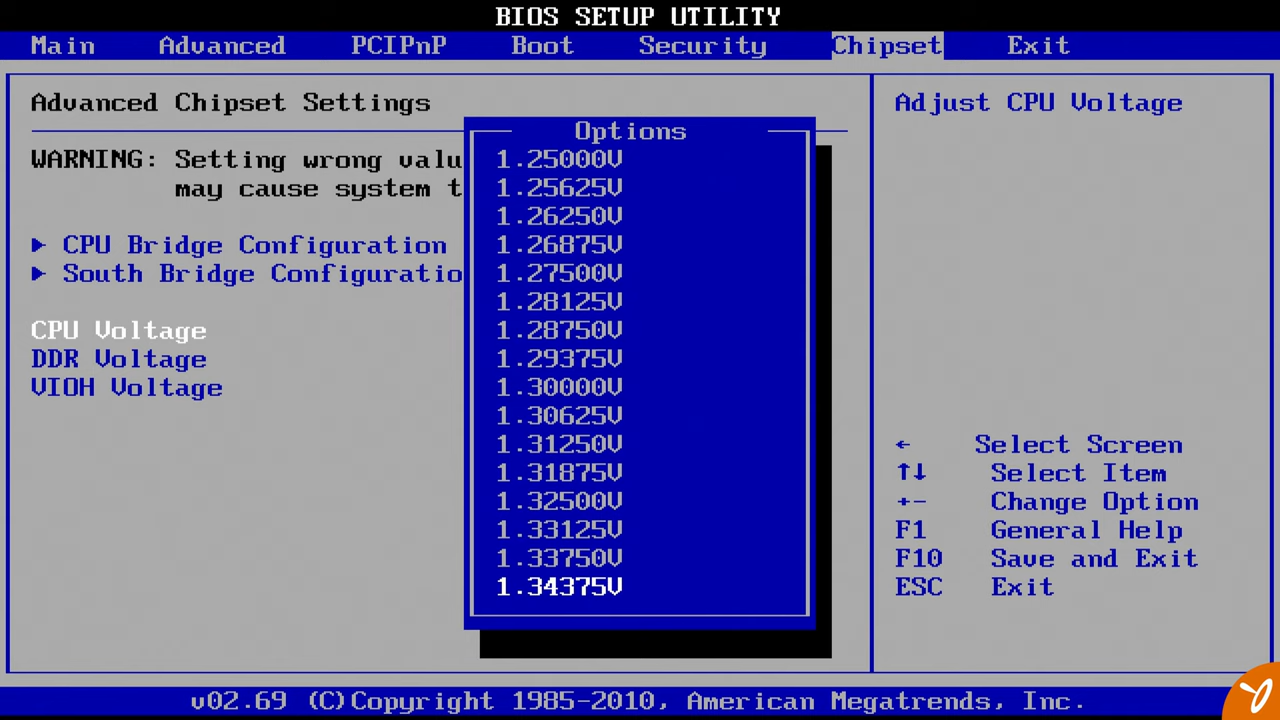 BIOS SETUP UTILITY
Main Advanced PCIPnP Boot Security Chipset Exit
Advanced Chipset Settings
WARNING: Setting wrong valu
may cause system t
CPU Bridge Configuration
South Bridge Configuratio
CPU Voltage
DDR Voltage
VIOH Voltage
Options
1.25000V
1.25625V
1.26250V
1.26875V
1.27500V
1.28125V
1.28750V
1.29375V
1.30000V
1.30625V
1.31250V
1.31875V
1.32500V
1.33125V
1.33750V
1.34375V
Adjust CPU Voltage
← Select Screen
↑↓ Select Item
+- Change Option
F1 General Help
F10 Save and Exit
ESC Exit
v02.69 (C)Copyright 1985-2010, American Megatrends, Inc.